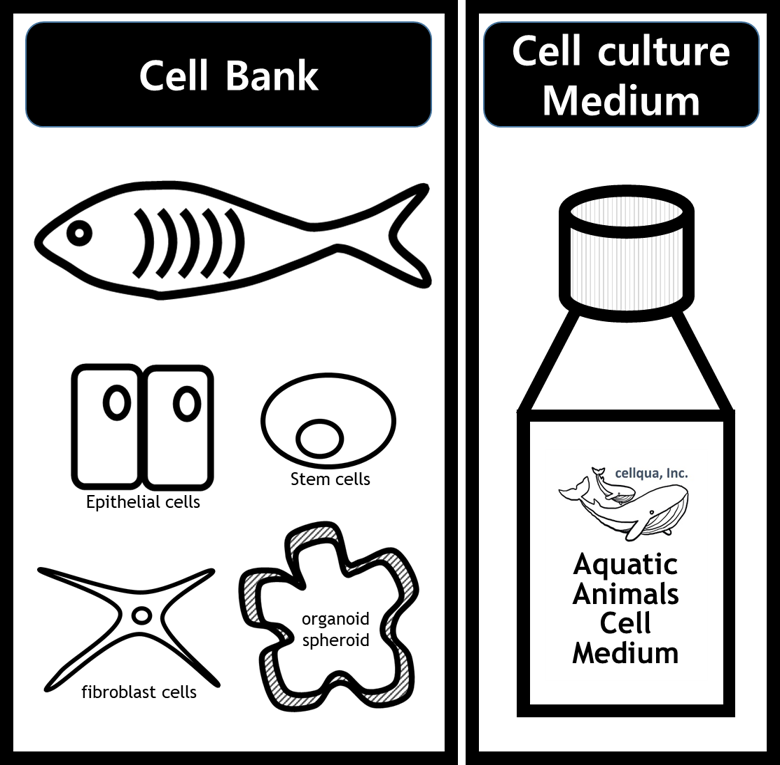 Cell Bank
Epithelial cells
Stem cells
fibroblast cells
organoid
spheroid
Cell culture
Medium
cellqua, Inc.
Aquatic
Animals
Cell
Medium